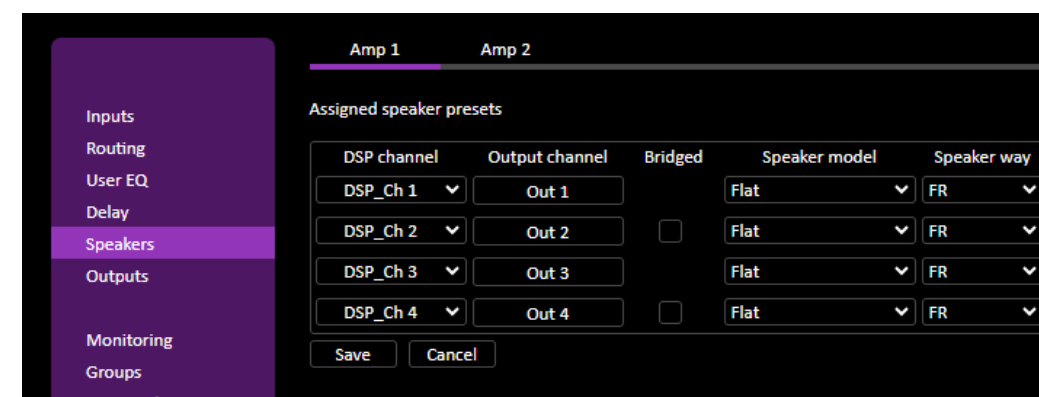 Amp 1 Amp 2
Inputs
Routing
User EQ
Delay
Speakers
Outputs
Monitoring
Groups
Assigned speaker presets
DSP channel Output channel Bridged Speaker model Speaker way
DSP_Ch 1 Out 1 Flat FR
DSP_Ch 2 Out 2 Flat FR
DSP_Ch 3 Out 3 Flat FR
DSP_Ch 4 Out 4 Flat FR
Save Cancel